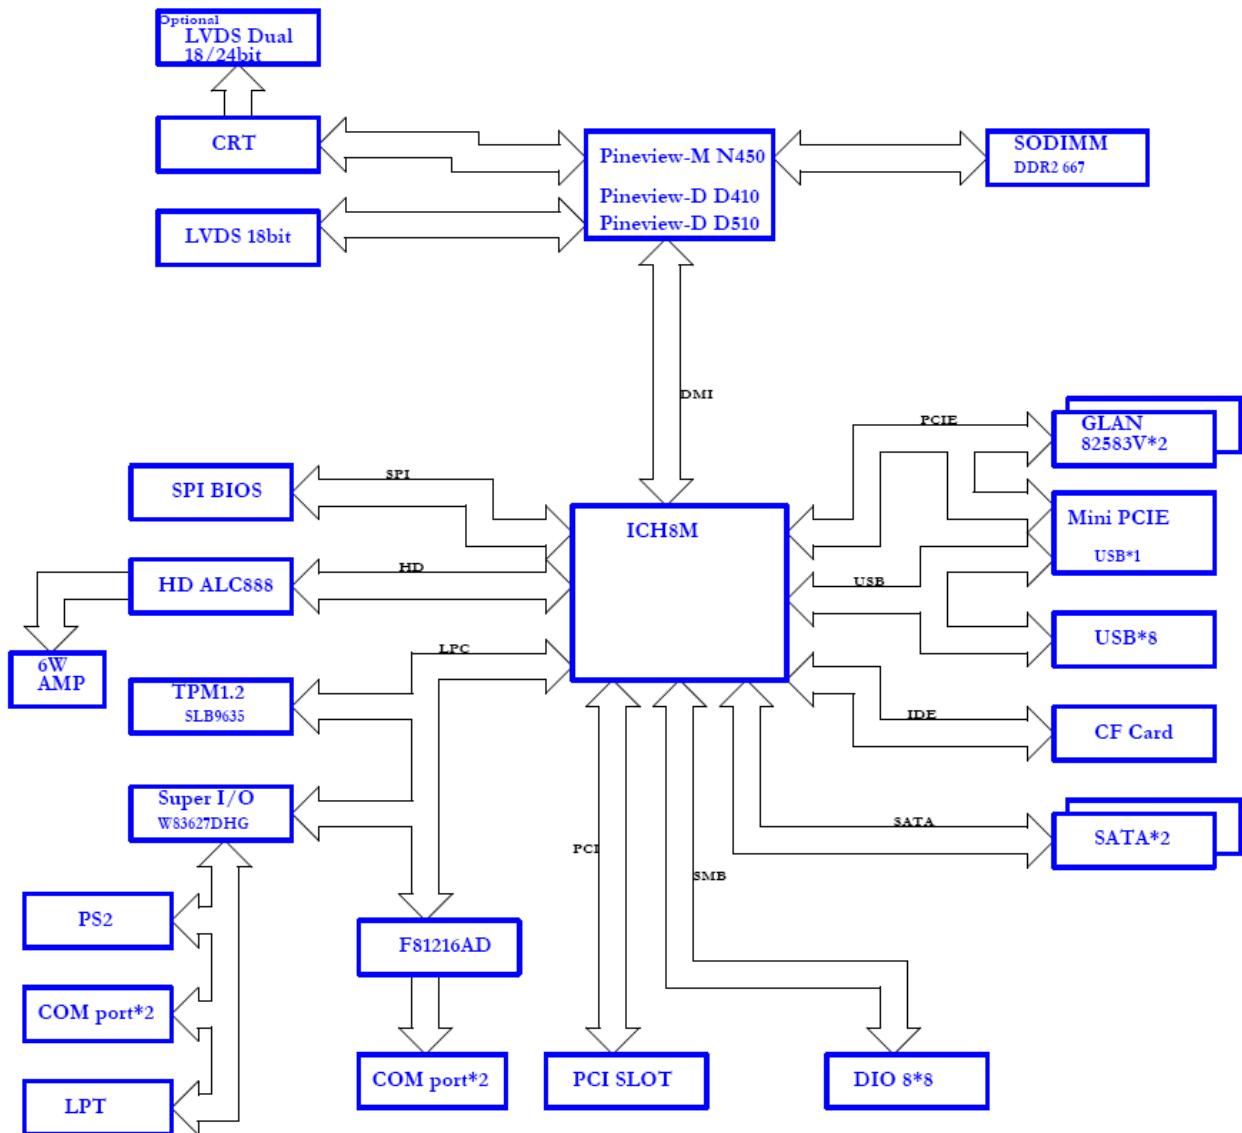 Optional
LVDS Dual
18/24bit
CRT
LVDS 18bit
Pineview-M N450
Pineview-D D410
Pineview-D D510
SODIMM
DDR2 667
DMI
PCIE
GLAN
82583V*2
SPI BIOS
SPI
ICH8M
Mini PCIE
USB*1
HD ALC888
HD
USB
6W
AMP
LPC
TPM1.2
SLB9635
USB*8
IDE
CF Card
Super I/O
W83627DHG
PCI
SMB
SATA
SATA*2
PS2
F81216AD
COM port*2
LPT
COM port*2
PCI SLOT
DIO 8*8